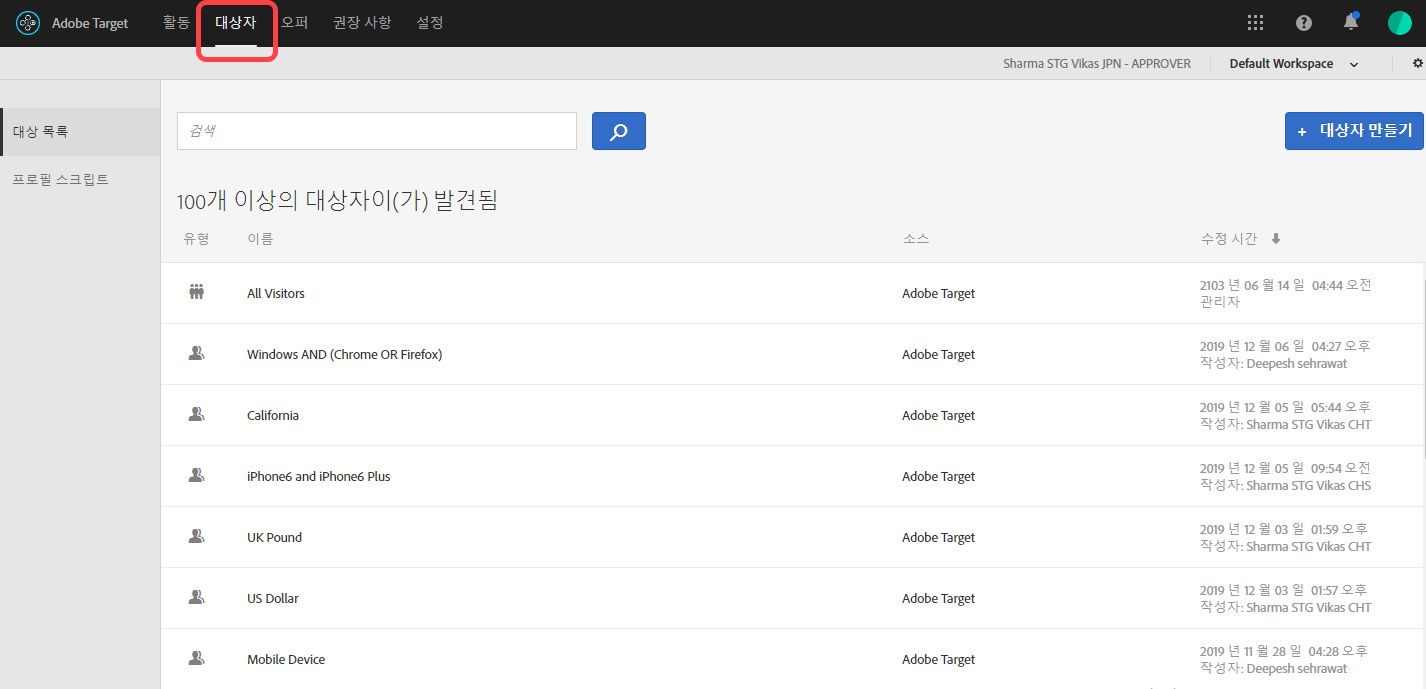 Adobe Target 활동 대상자 오퍼 권장 사항 설정
Sharma STG Vikas JPN - APPROVER Default Workspace
대상 목록
프로필 스크립트
검색
+ 대상자 만들기
100개 이상의 대상자이(가) 발견됨
유형 이름 소스 수정 시간
All Visitors Adobe Target 2103 년 06 월 14 일 04:44 오전
관리자
Windows AND (Chrome OR Firefox) Adobe Target 2019 년 12 월 06 일 04:27 오후
작성자: Deepesh sehrawat
California Adobe Target 2019 년 12 월 05 일 05:44 오후
작성자: Sharma STG Vikas CHT
iPhone6 and iPhone6 Plus Adobe Target 2019 년 12 월 05 일 09:54 오전
작성자: Sharma STG Vikas CHS
UK Pound Adobe Target 2019 년 12 월 03 일 01:59 오후
작성자: Sharma STG Vikas CHT
US Dollar Adobe Target 2019 년 12 월 03 일 01:57 오후
작성자: Sharma STG Vikas CHT
Mobile Device Adobe Target 2019 년 11 월 28 일 04:28 오후
작성자: Deepesh sehrawat